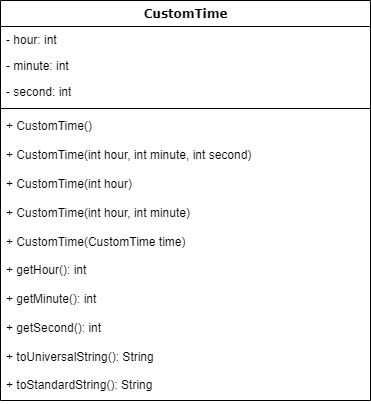 CustomTime
- hour: int
- minute: int
- second: int
+ CustomTime()
+ CustomTime(int hour, int minute, int second)
+ CustomTime(int hour)
+ CustomTime(int hour, int minute)
+ CustomTime(CustomTime time)
+ getHour(): int
+ getMinute(): int
+ getSecond(): int
+ toUniversalString(): String
+ toStandardString(): String